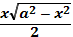 x√(a² − x²)
/ 2